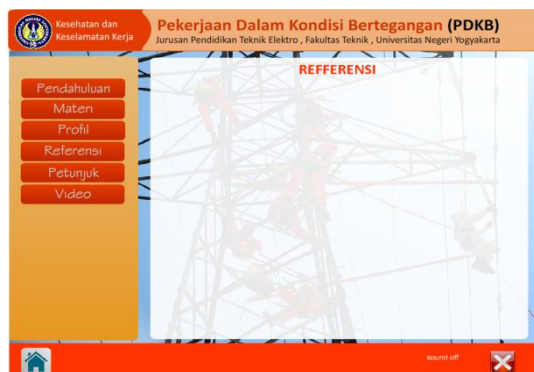 Kesehatan dan
Keselamatan Kerja
Pekerjaan Dalam Kondisi Bertegangan (PDKB)
Jurusan Pendidikan Teknik Elektro , Fakultas Teknik , Universitas Negeri Yogyakarta
REFFERENSI
Pendahuluan
Materi
Profil
Referensi
Petunjuk
Video
sound off